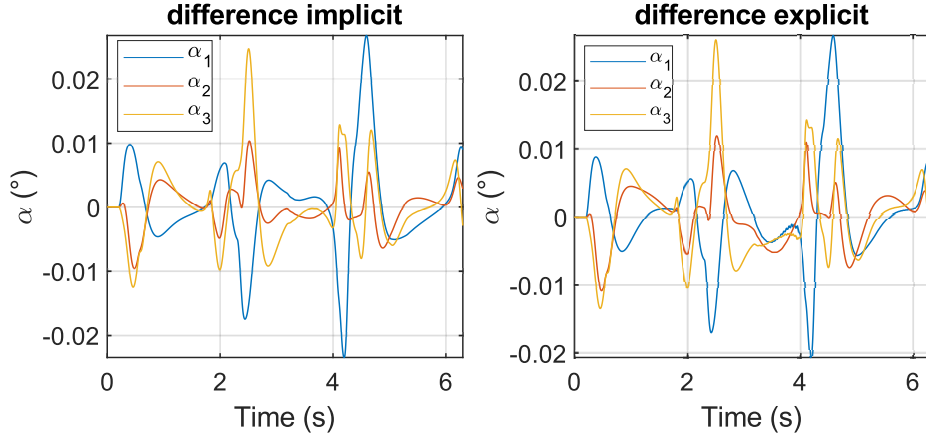 difference implicit
α1
α2
α3
0.02
0.01
0
-0.01
-0.02
α (°)
0 2 4 6
Time (s)
difference explicit
α1
α2
α3
0.02
0.01
0
-0.01
-0.02
α (°)
0 2 4 6
Time (s)